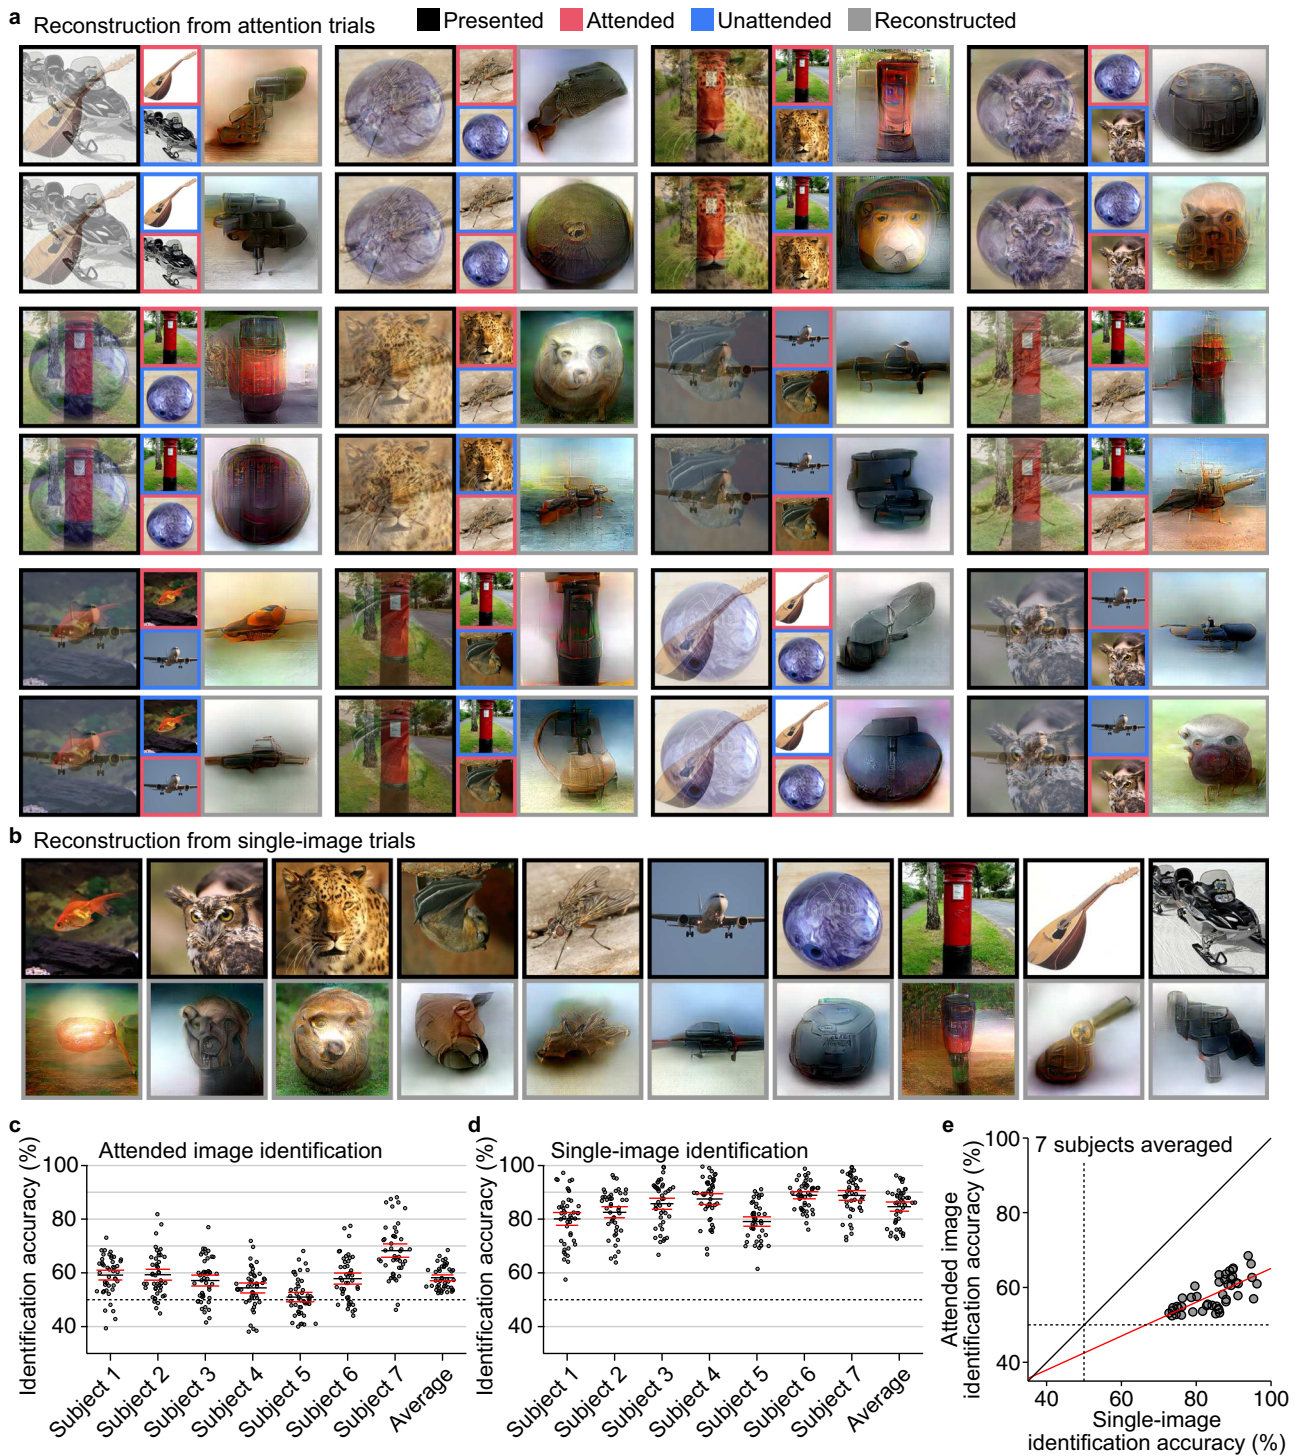 a Reconstruction from attention trials
Presented
Attended
Unattended
Reconstructed
b Reconstruction from single-image trials
c
Attended image identification
Identification accuracy (%)
100
80
60
40
Subject 1
Subject 2
Subject 3
Subject 4
Subject 5
Subject 6
Subject 7
Average
d
Single-image identification
Identification accuracy (%)
100
80
60
40
Subject 1
Subject 2
Subject 3
Subject 4
Subject 5
Subject 6
Subject 7
Average
e
7 subjects averaged
Attended image
identification accuracy (%)
100
80
60
40
40
60
80
100
Single-image
identification accuracy (%)